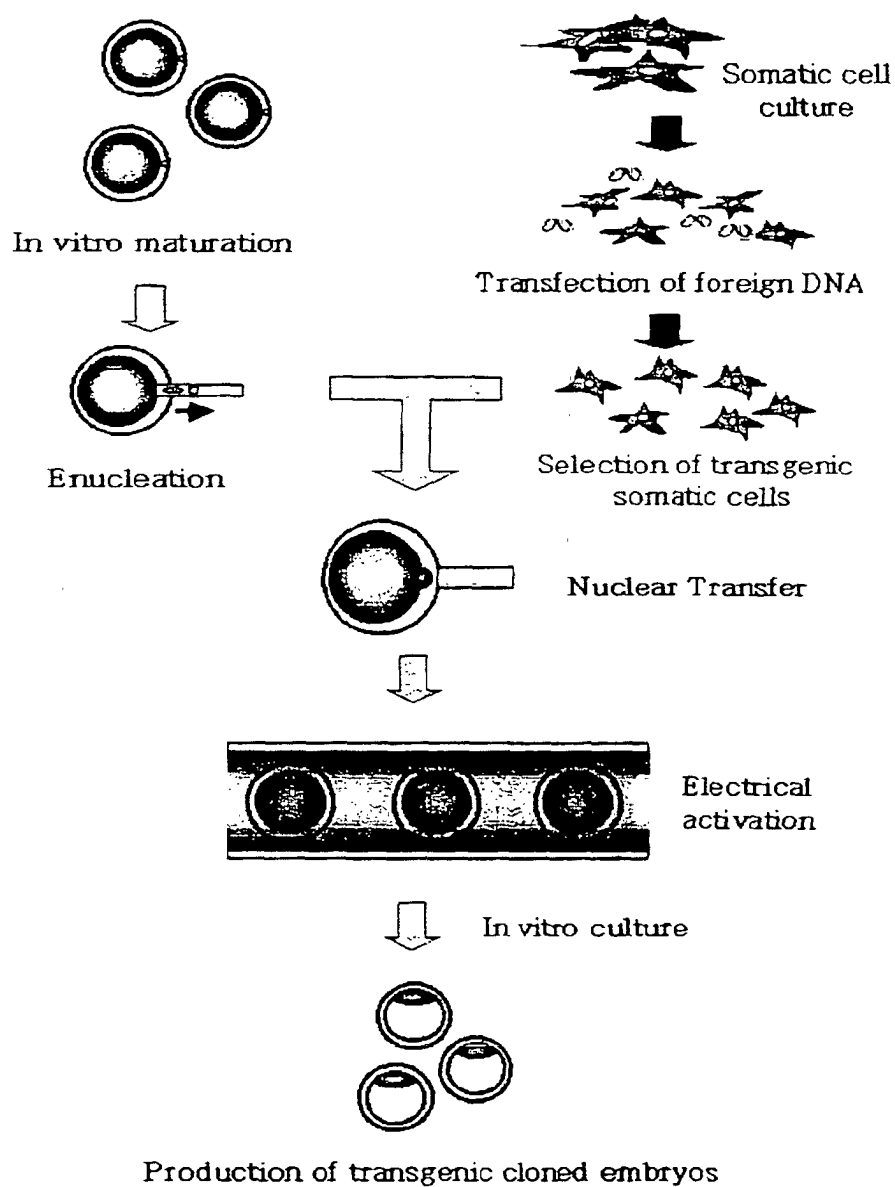 Somatic cell
culture
In vitro maturation
Transfection of foreign DNA
Enucleation
Selection of transgenic
somatic cells
Nuclear Transfer
Electrical
activation
In vitro culture
Production of transgenic cloned embryos